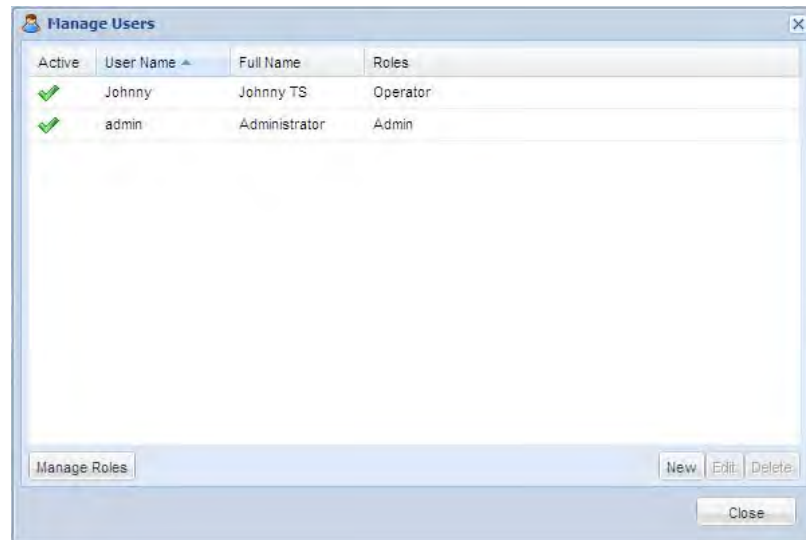 Manage Users
Active User Name Full Name Roles
Johnny Johnny TS Operator
admin Administrator Admin
Manage Roles New Edit Delete
Close